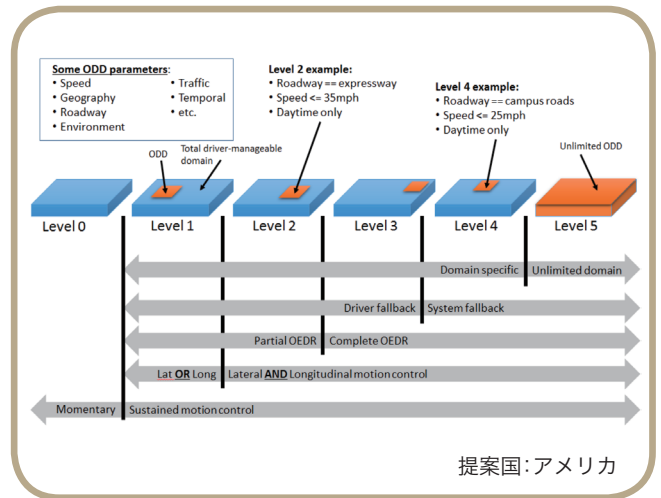 Some ODD parameters:
• Speed
• Geography
• Roadway
• Environment
• Traffic
• Temporal
• etc.
Level 2 example:
• Roadway == expressway
• Speed <= 35mph
• Daytime only
Level 4 example:
• Roadway == campus roads
• Speed <= 25mph
• Daytime only
ODD
Total driver-manageable
domain
Unlimited ODD
Level 0
Level 1
Level 2
Level 3
Level 4
Level 5
Domain specific
Unlimited domain
Driver fallback
System fallback
Partial OEDR
Complete OEDR
Lat OR Long
Lateral AND Longitudinal motion control
Momentary
Sustained motion control
提案国：アメリカ